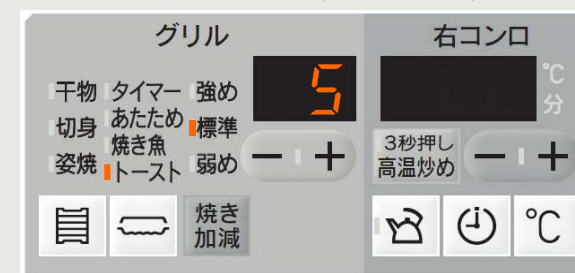 グリル
干物
切身
姿焼
タイマー
あたため
焼き魚
トースト
強め
標準
弱め
5
焼き
加減
右コンロ
℃
分
3秒押し
高温炒め
℃